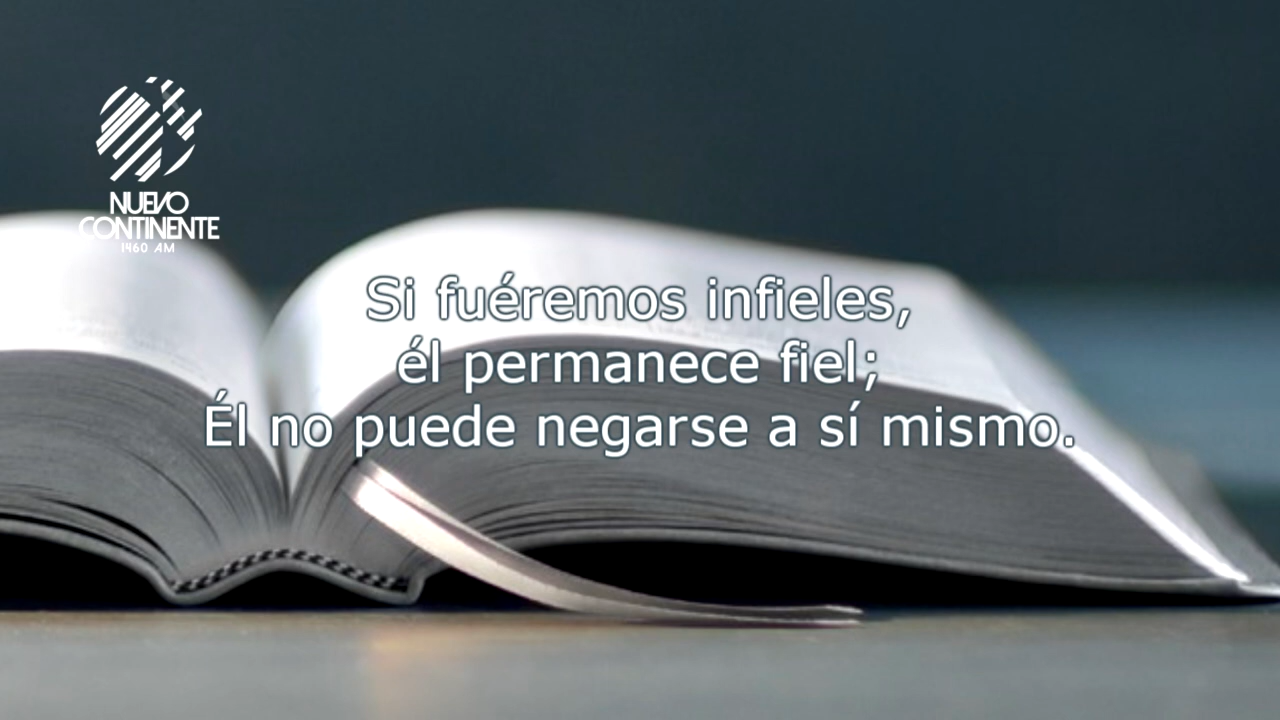 NUEVO
CONTINENTE
1460 AM
Si fuéremos infieles,
él permanece fiel;
Él no puede negarse a sí mismo.